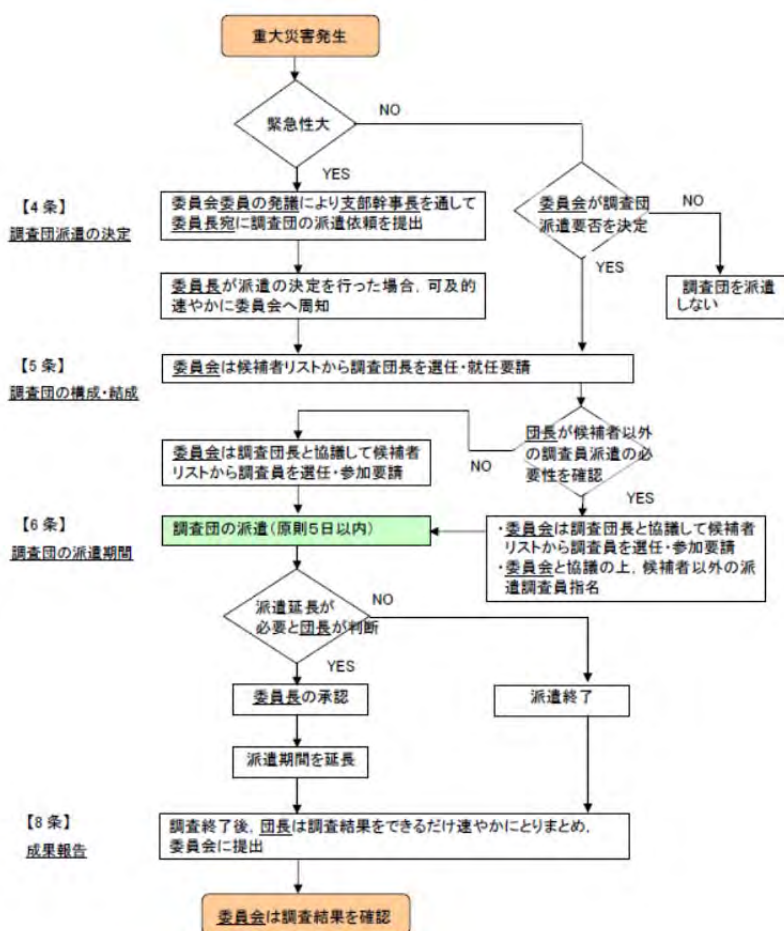 重大災害発生
緊急性大
NO
YES
【4条】
調査団派遣の決定
委員会委員の発議により支部幹事長を通して
委員長宛に調査団の派遣依頼を提出
委員会が調査団
派遣要否を決定
NO
YES
委員長が派遣の決定を行った場合，可及的
速やかに委員会へ周知
調査団を派遣
しない
【5条】
調査団の構成・結成
委員会は候補者リストから調査団長を選任・就任要請
団長が候補者以外
の調査員派遣の必
要性を確認
NO
YES
委員会は調査団長と協議して候補者
リストから調査員を選任・参加要請
【6条】
調査団の派遣期間
調査団の派遣（原則５日以内）
・委員会は調査団長と協議して候補者
リストから調査員を選任・参加要請
・委員会と協議の上，候補者以外の派
遣調査員指名
派遣延長が
必要と団長が判断
NO
YES
委員長の承認
派遣終了
派遣期間を延長
【8条】
成果報告
調査終了後，団長は調査結果をできるだけ速やかにとりまとめ，
委員会に提出
委員会は調査結果を確認